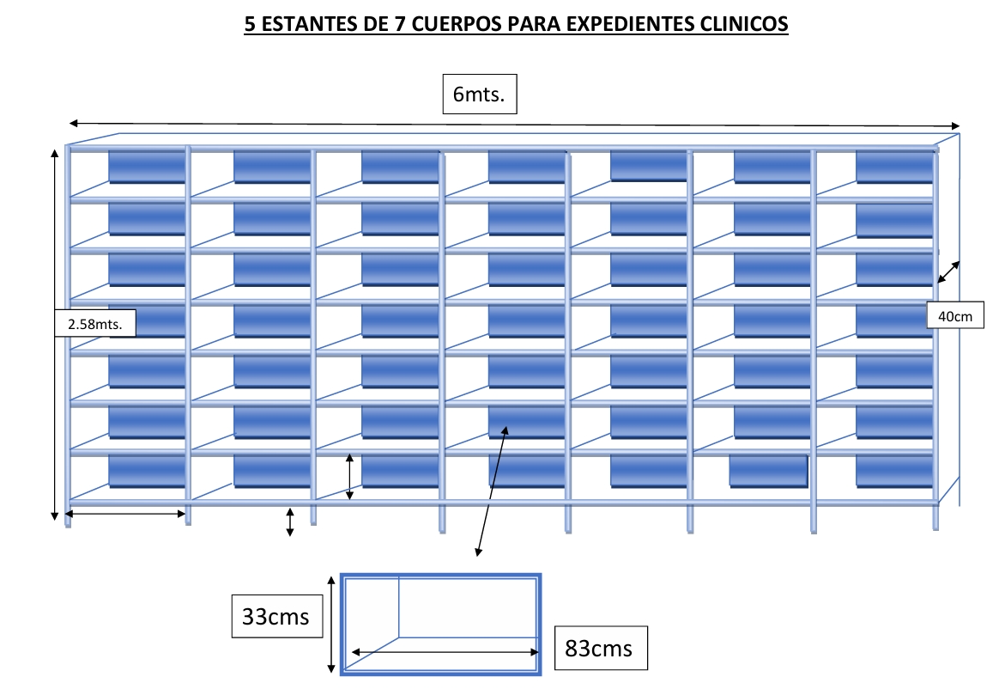 5 ESTANTES DE 7 CUERPOS PARA EXPEDIENTES CLINICOS
6mts.
2.58mts.
40cm
33cms
83cms